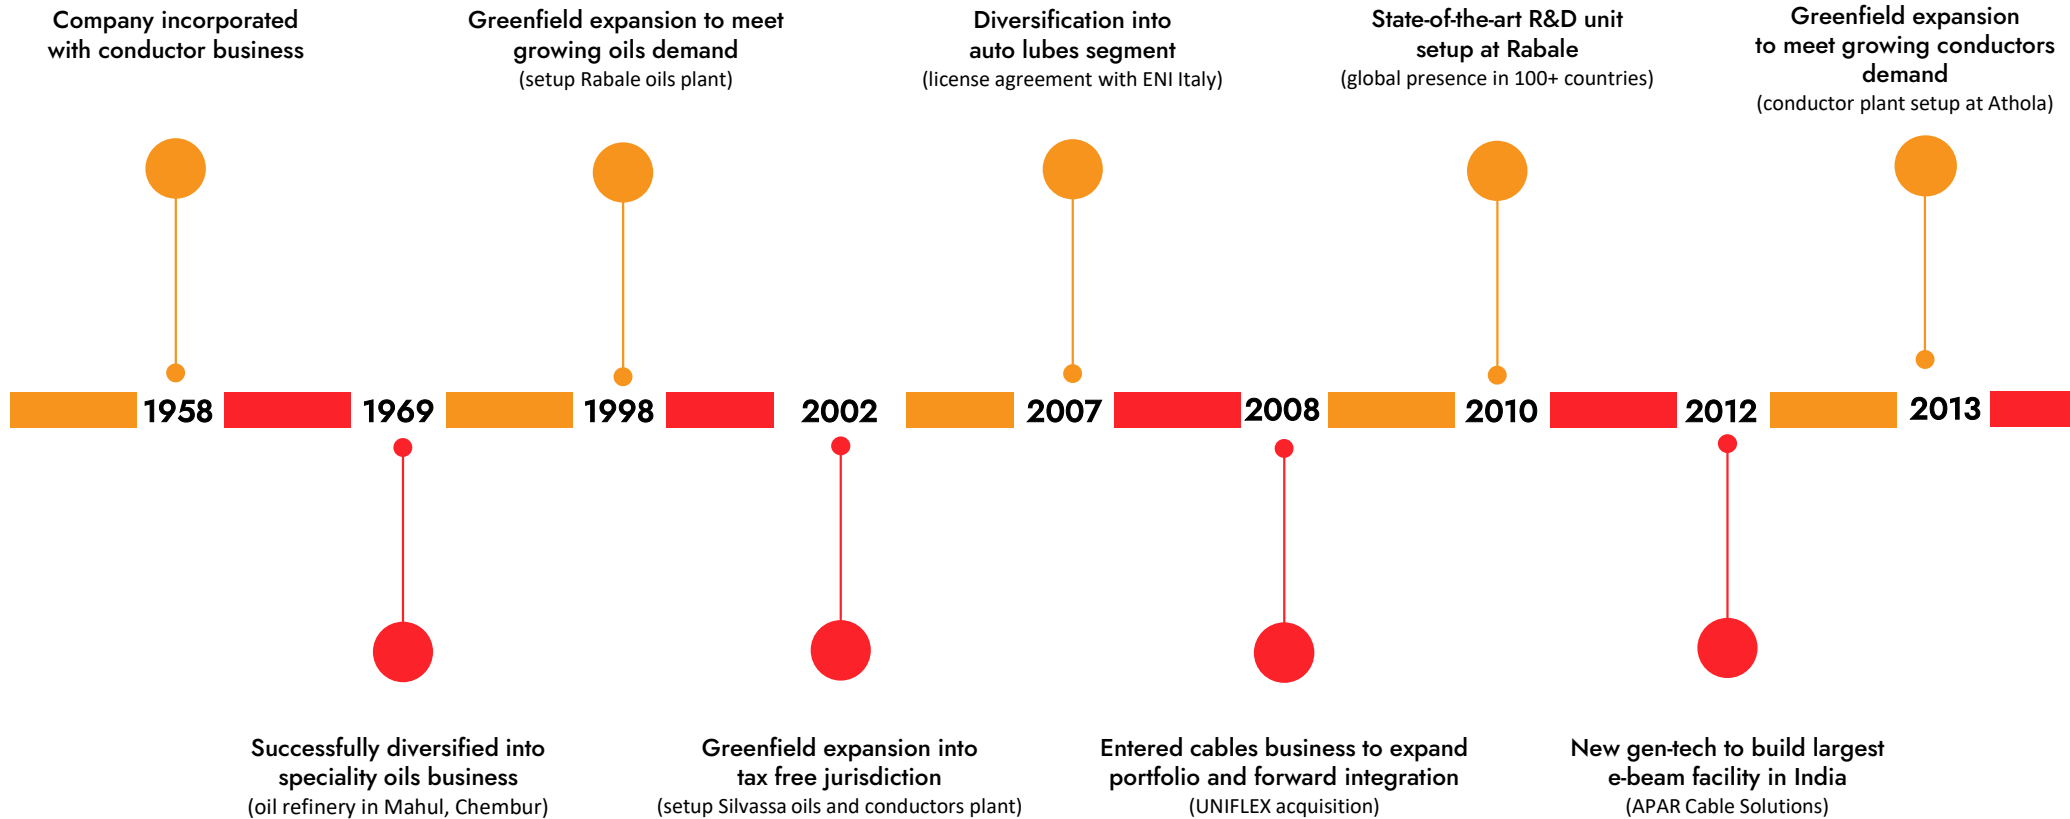 Company incorporated
with conductor business
Greenfield expansion to meet
growing oils demand
(setup Rabale oils plant)
Diversification into
auto lubes segment
(license agreement with ENI Italy)
State-of-the-art R&D unit
setup at Rabale
(global presence in 100+ countries)
Greenfield expansion
to meet growing conductors
demand
(conductor plant setup at Athola)
1958
1969
1998
2002
2007
2008
2010
2012
2013
Successfully diversified into
speciality oils business
(oil refinery in Mahul, Chembur)
Greenfield expansion into
tax free jurisdiction
(setup Silvassa oils and conductors plant)
Entered cables business to expand
portfolio and forward integration
(UNIFLEX acquisition)
New gen-tech to build largest
e-beam facility in India
(APAR Cable Solutions)